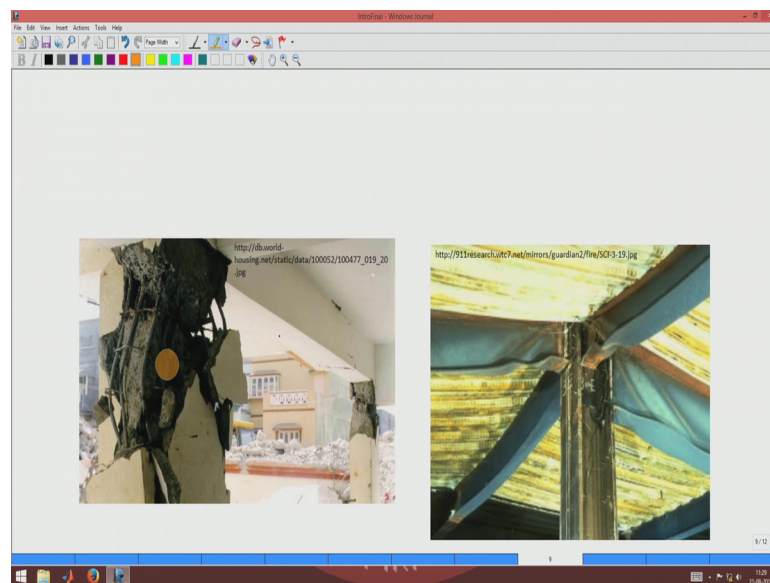 IntroFinal - Windows Journal
File Edit View Insert Actions Tools Help
Page Width
B I
http://db.world-
housing.net/static/data/100052/100477_019_20
.jpg
http://911research.wtc7.net/mirrors/guardian2/fire/SCI-3-19.jpg
9/12
9
11:29